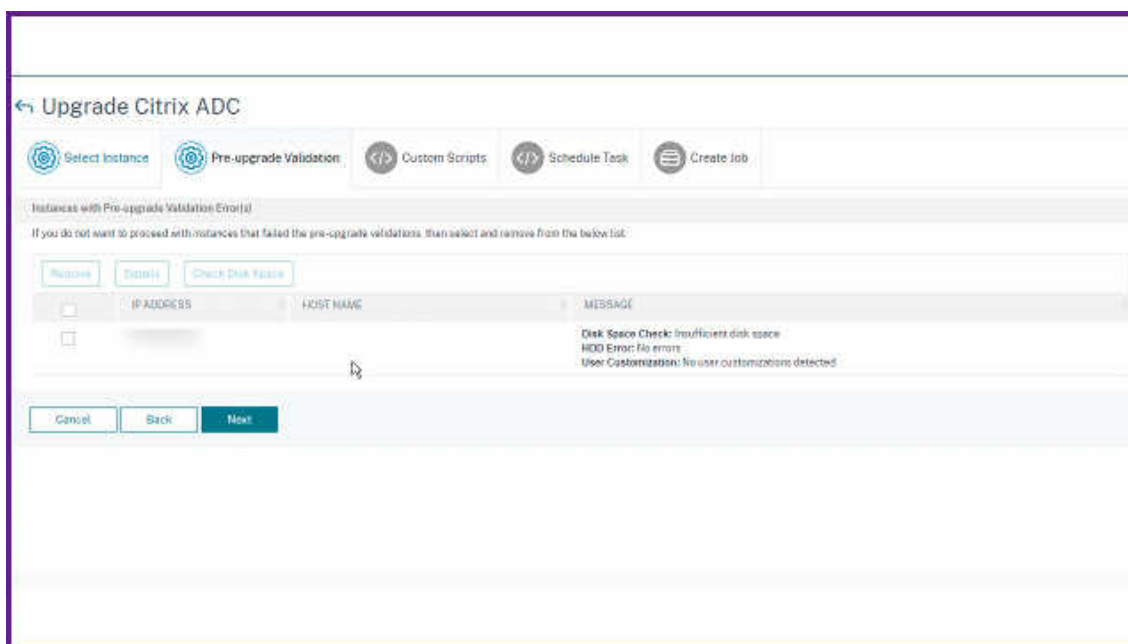 Upgrade Citrix ADC
Select Instance Pre-upgrade Validation Custom Scripts Schedule Task Create Job
Instances with Pre-upgrade Validation Error(s)
If you do not want to proceed with instances that failed the pre-upgrade validations, then select and remove from the below list.
Remove Details Check Disk Space
IP ADDRESS HOST NAME MESSAGE
Disk Space Check: Insufficient disk space
HDD Error: No errors
User Customization: No user customizations detected
Cancel Back Next